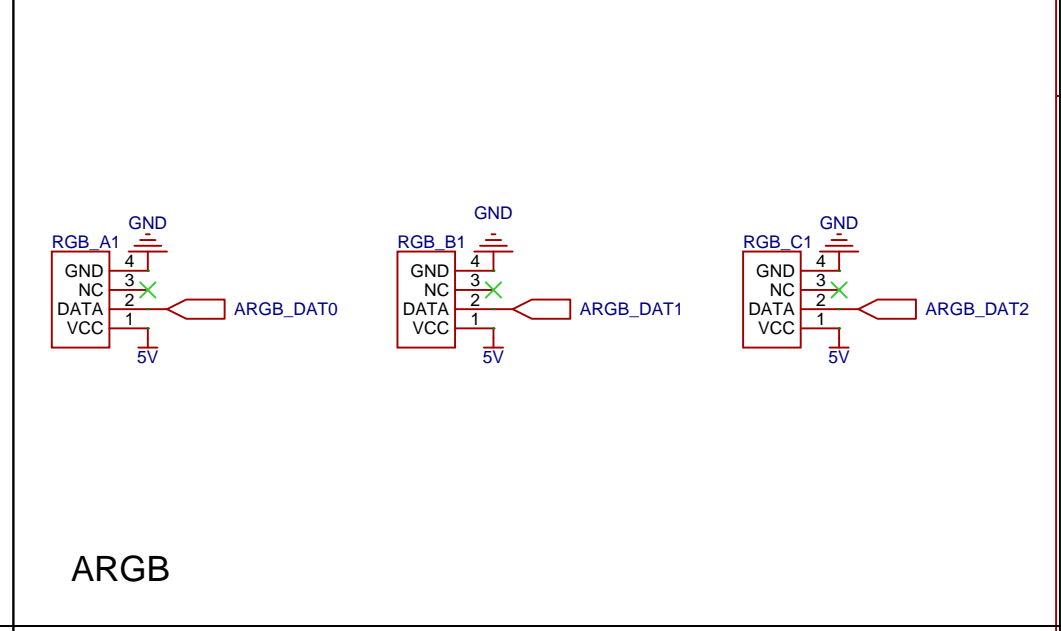 GND
RGB_A1
GND 4
NC 3
DATA 2
VCC 1
5V
ARGB_DAT0
GND
RGB_B1
GND 4
NC 3
DATA 2
VCC 1
5V
ARGB_DAT1
GND
RGB_C1
GND 4
NC 3
DATA 2
VCC 1
5V
ARGB_DAT2
ARGB